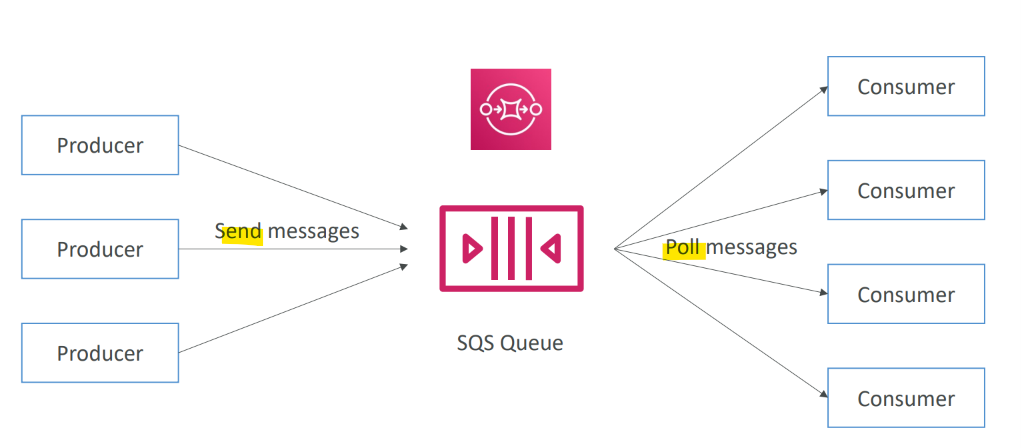 Producer
Producer
Producer
Send messages
SQS Queue
Poll messages
Consumer
Consumer
Consumer
Consumer